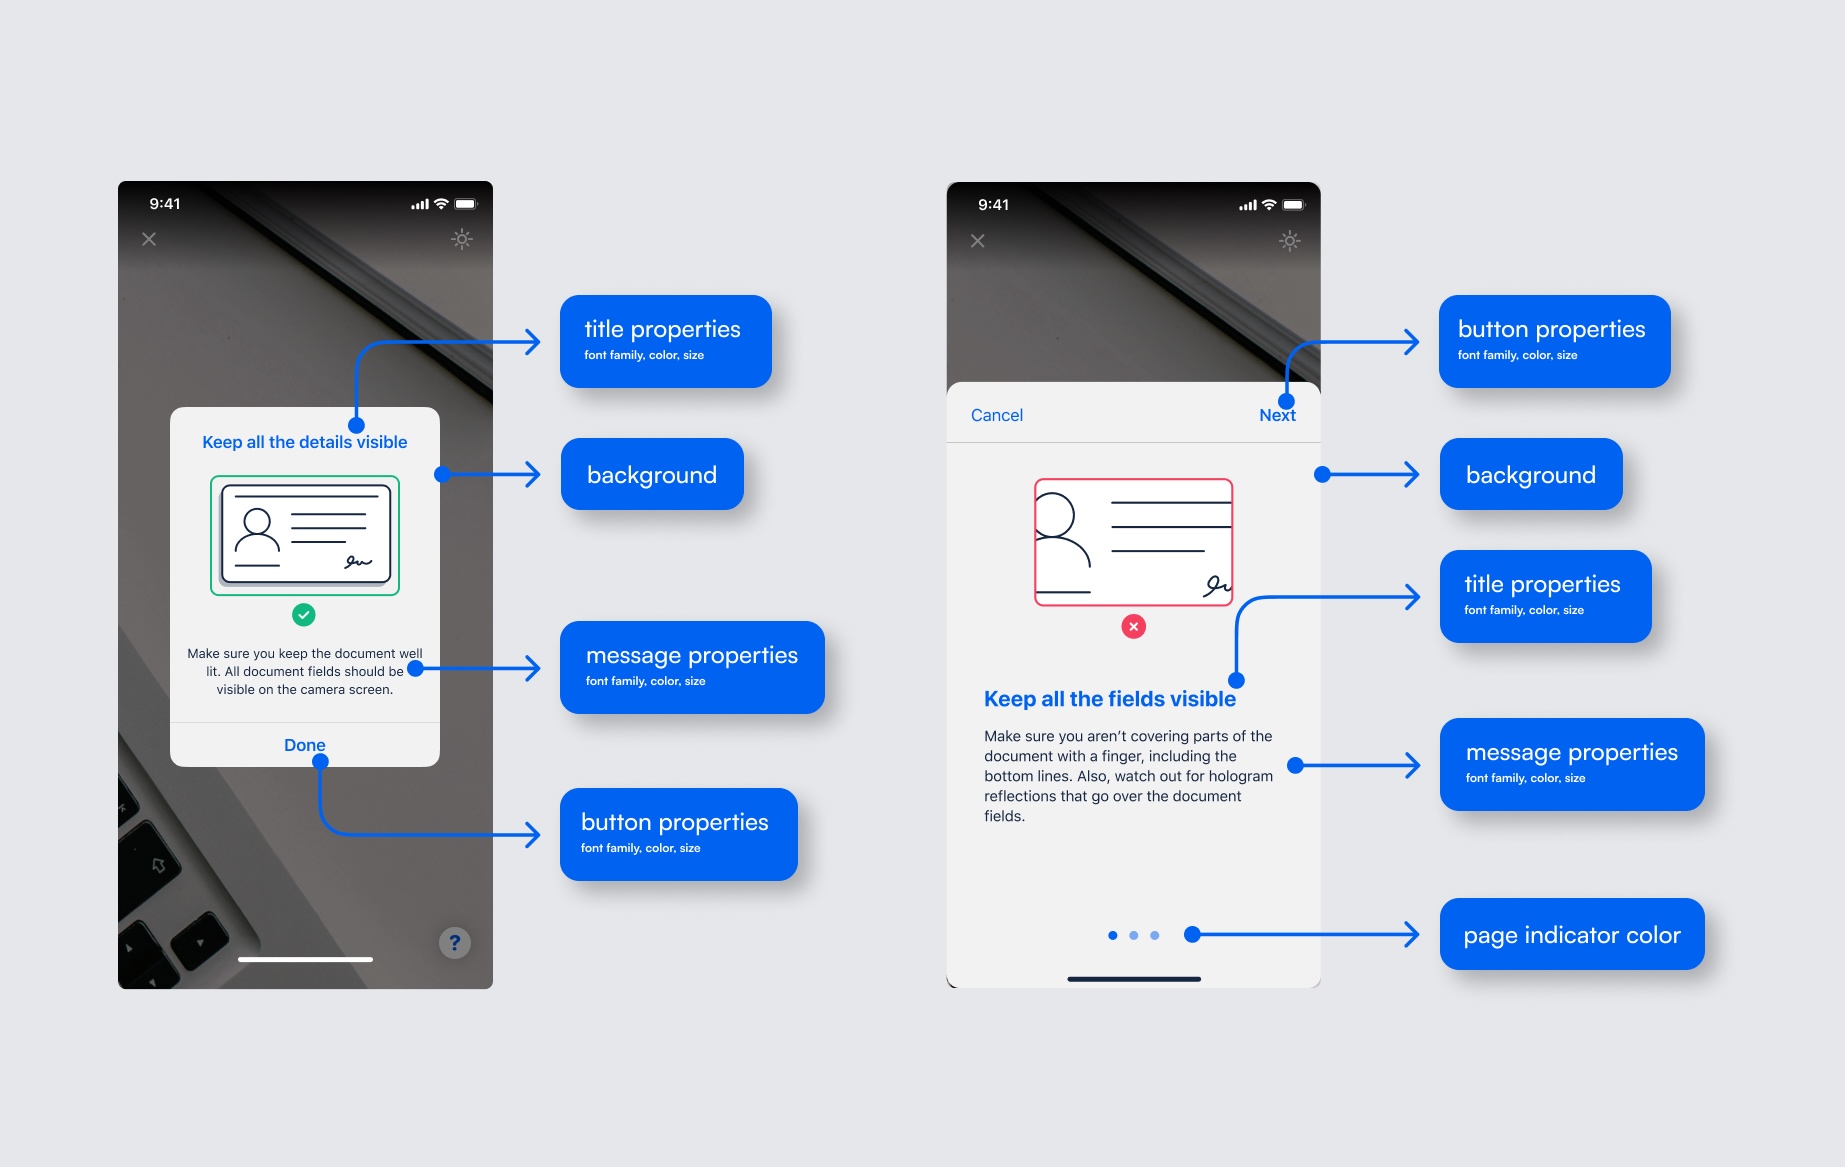 9:41
Keep all the details visible
Make sure you keep the document well
lit. All document fields should be
visible on the camera screen.
Done
?
title properties
font family, color, size
background
message properties
font family, color, size
button properties
font family, color, size
9:41
Cancel
Next
Keep all the fields visible
Make sure you aren’t covering parts of the
document with a finger, including the
bottom lines. Also, watch out for hologram
reflections that go over the document
fields.
button properties
font family, color, size
background
title properties
font family, color, size
message properties
font family, color, size
page indicator color